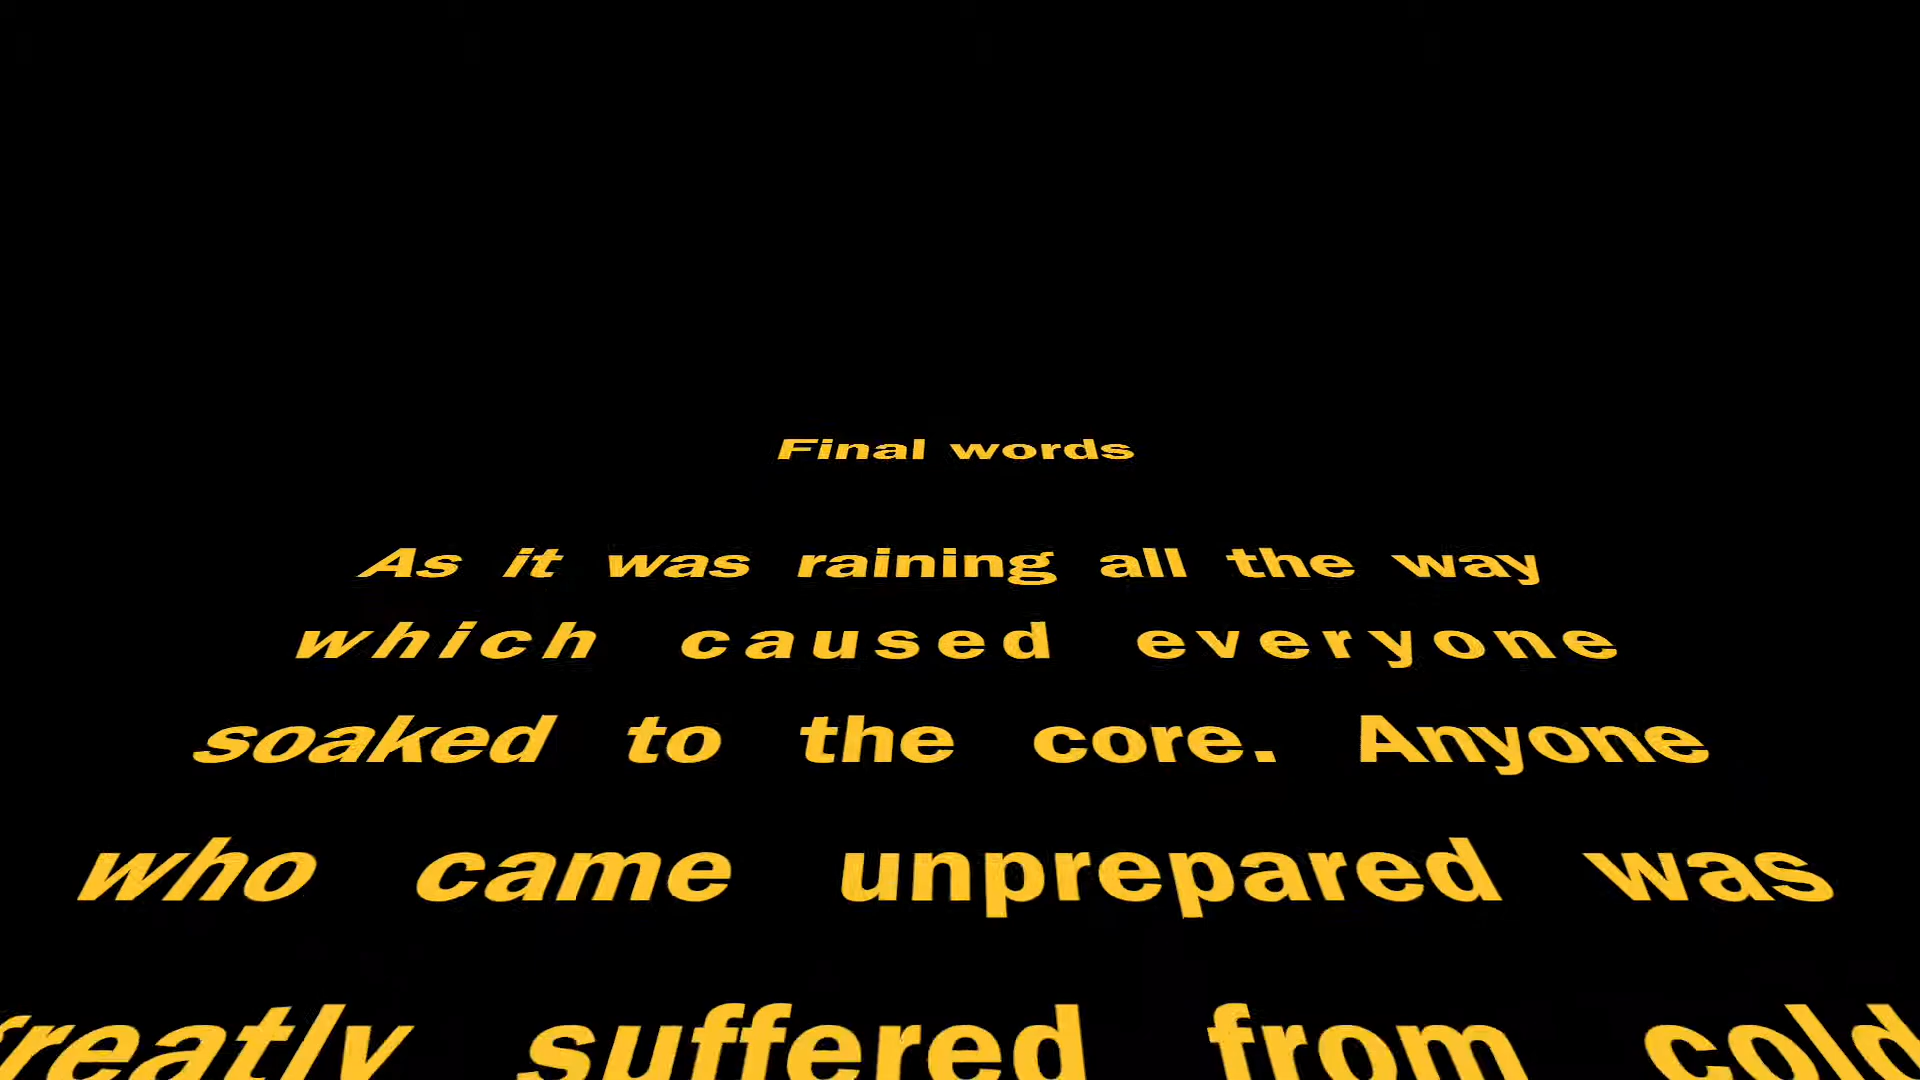 Final words
As it was raining all the way
which caused everyone
soaked to the core. Anyone
who came unprepared was
suffered from cold